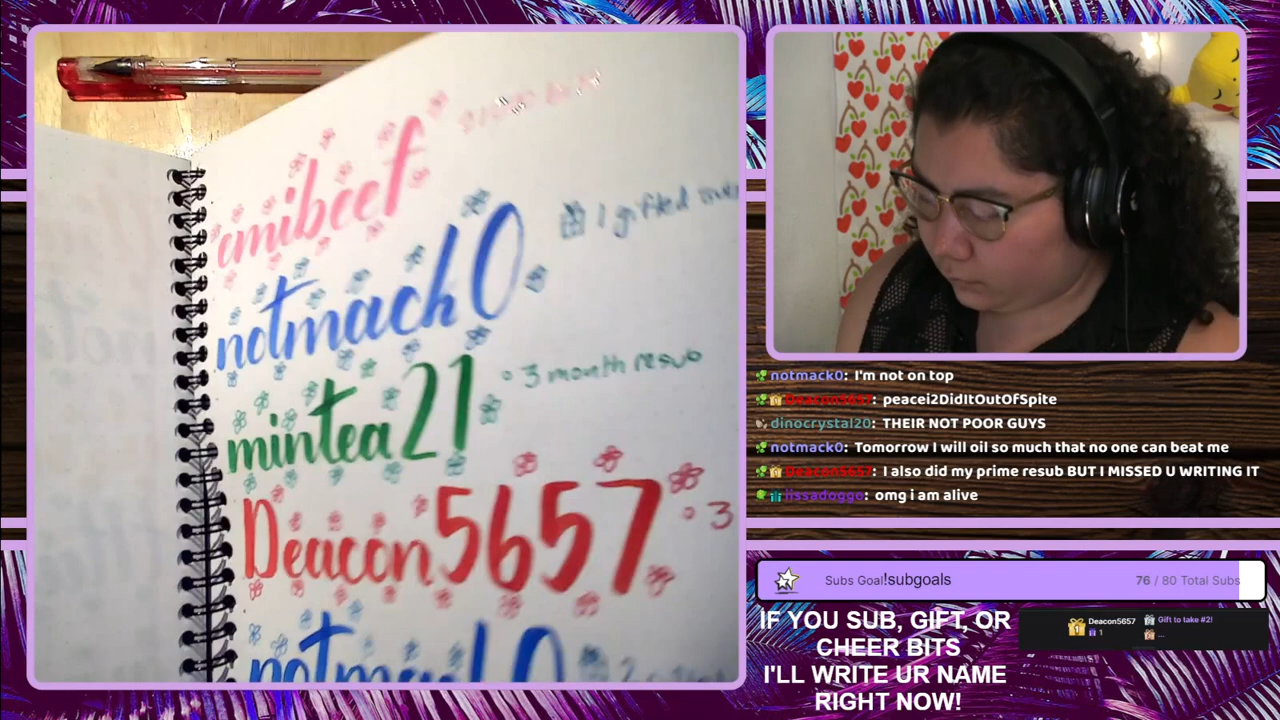 emibeef
notmach0
1 gifted
mintea21
3 month resub
Deacon5657
3
notmack0: I'm not on top
Deacon5657: peacei2DidItOutOfSpite
dinocrystal20: THEIR NOT POOR GUYS
notmack0: Tomorrow I will oil so much that no one can beat me
Deacon5657: I also did my prime resub BUT I MISSED U WRITING IT
lissadoggo: omg i am alive
Subs Goal!subgoals
76 / 80 Total Subs
IF YOU SUB, GIFT, OR
CHEER BITS
I'LL WRITE UR NAME
RIGHT NOW!
Deacon5657
1
Gift to take #2!
...